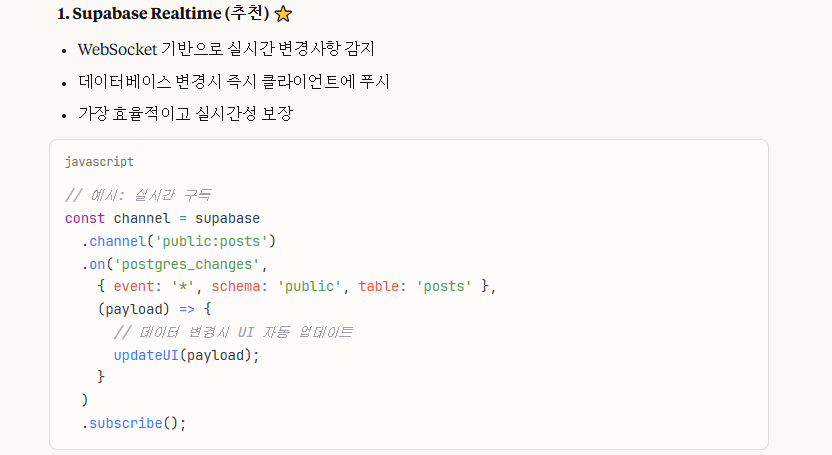 1. Supabase Realtime (추천) ⭐
• WebSocket 기반으로 실시간 변경사항 감지
• 데이터베이스 변경시 즉시 클라이언트에 푸시
• 가장 효율적이고 실시간성 보장
javascript
// 예시: 실시간 구독
const channel = supabase
  .channel('public:posts')
  .on('postgres_changes',
    { event: '*', schema: 'public', table: 'posts' },
    (payload) => {
      // 데이터 변경시 UI 자동 업데이트
      updateUI(payload);
    }
  )
  .subscribe();